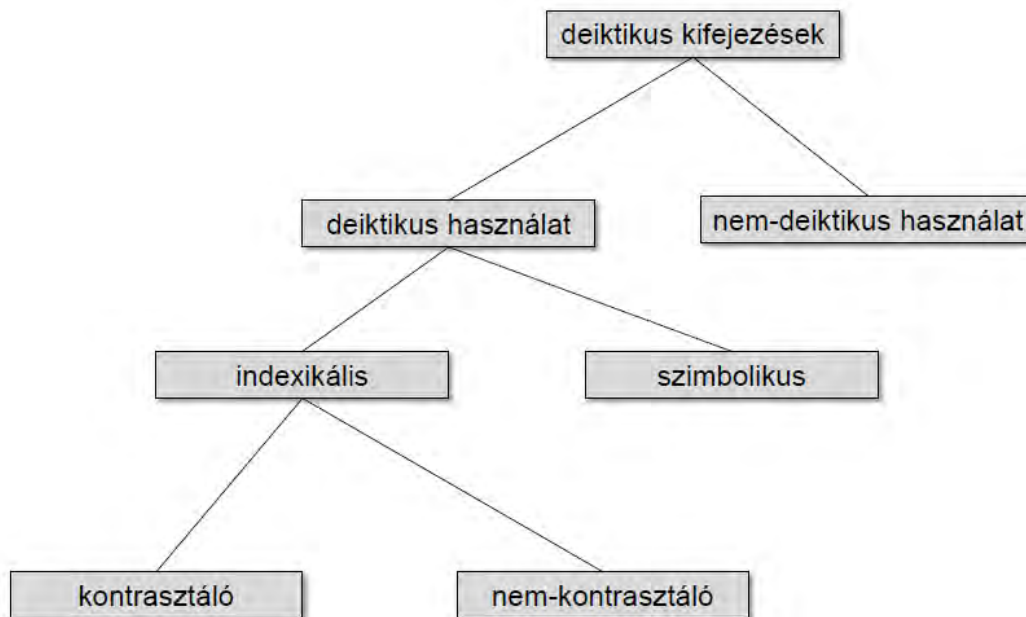 deiktikus kifejezések
deiktikus használat
nem-deiktikus használat
indexikális
szimbolikus
kontrasztáló
nem-kontrasztáló